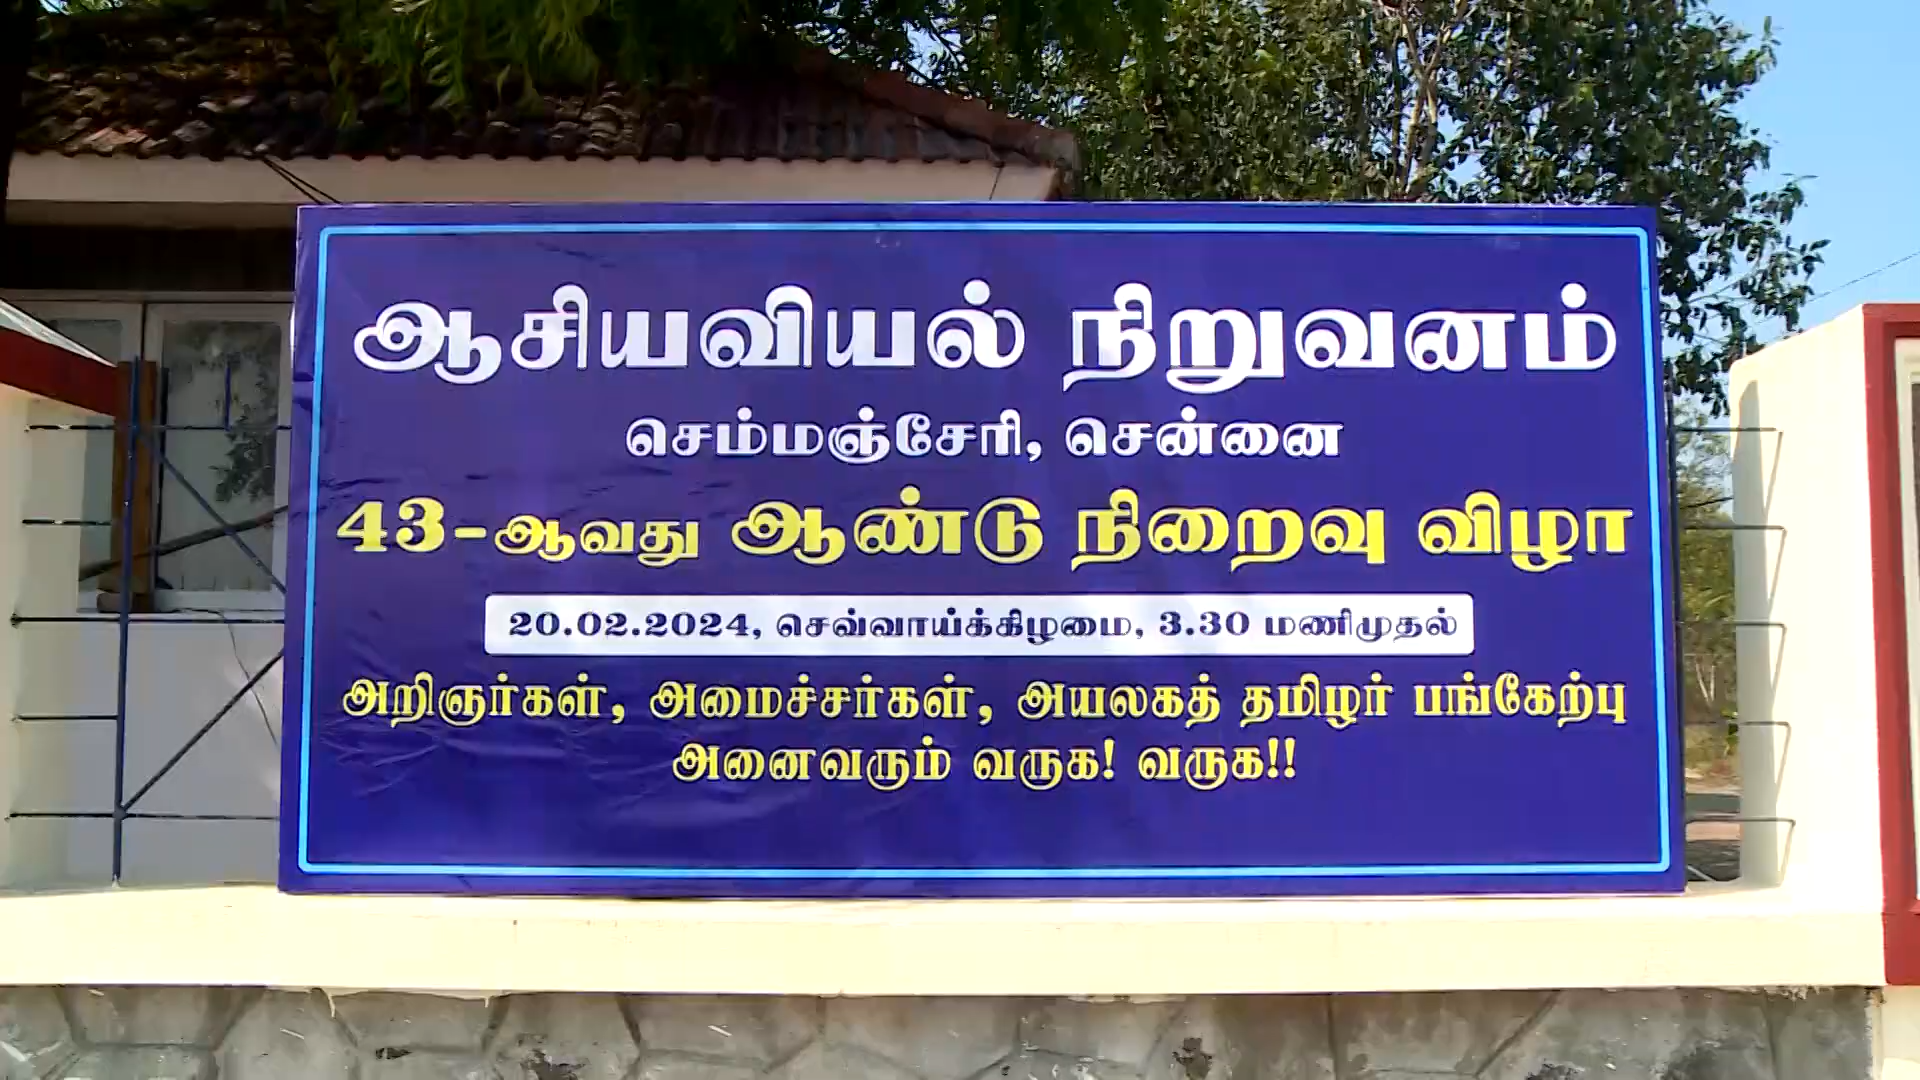 ஆசியவியல் நிறுவனம்
செம்மஞ்சேரி, சென்னை
43-ஆவது ஆண்டு நிறைவு விழா
20.02.2024, செவ்வாய்க்கிழமை, 3.30 மணிமுதல்
அறிஞர்கள், அமைச்சர்கள், அயலகத் தமிழர் பங்கேற்பு
அனைவரும் வருக! வருக!!